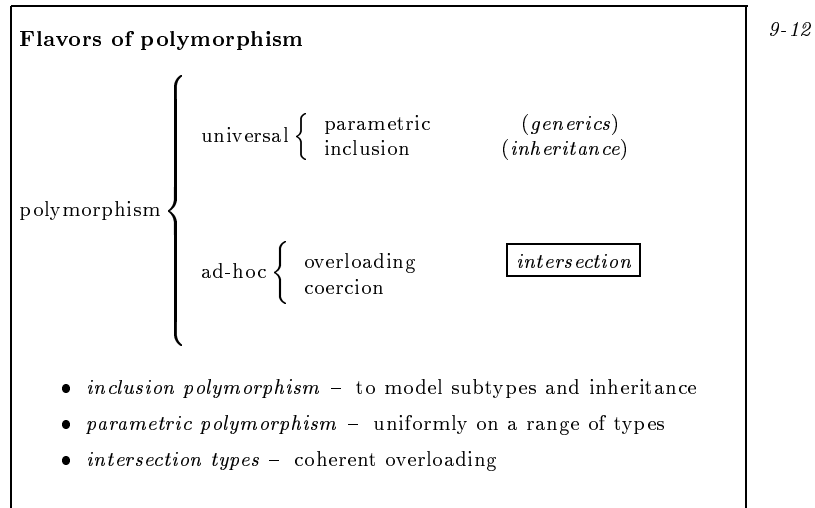 Flavors of polymorphism
9-12
universal { parametric (generics)
inclusion (inheritance)
polymorphism {
ad-hoc { overloading intersection
coercion
• inclusion polymorphism – to model subtypes and inheritance
• parametric polymorphism – uniformly on a range of types
• intersection types – coherent overloading